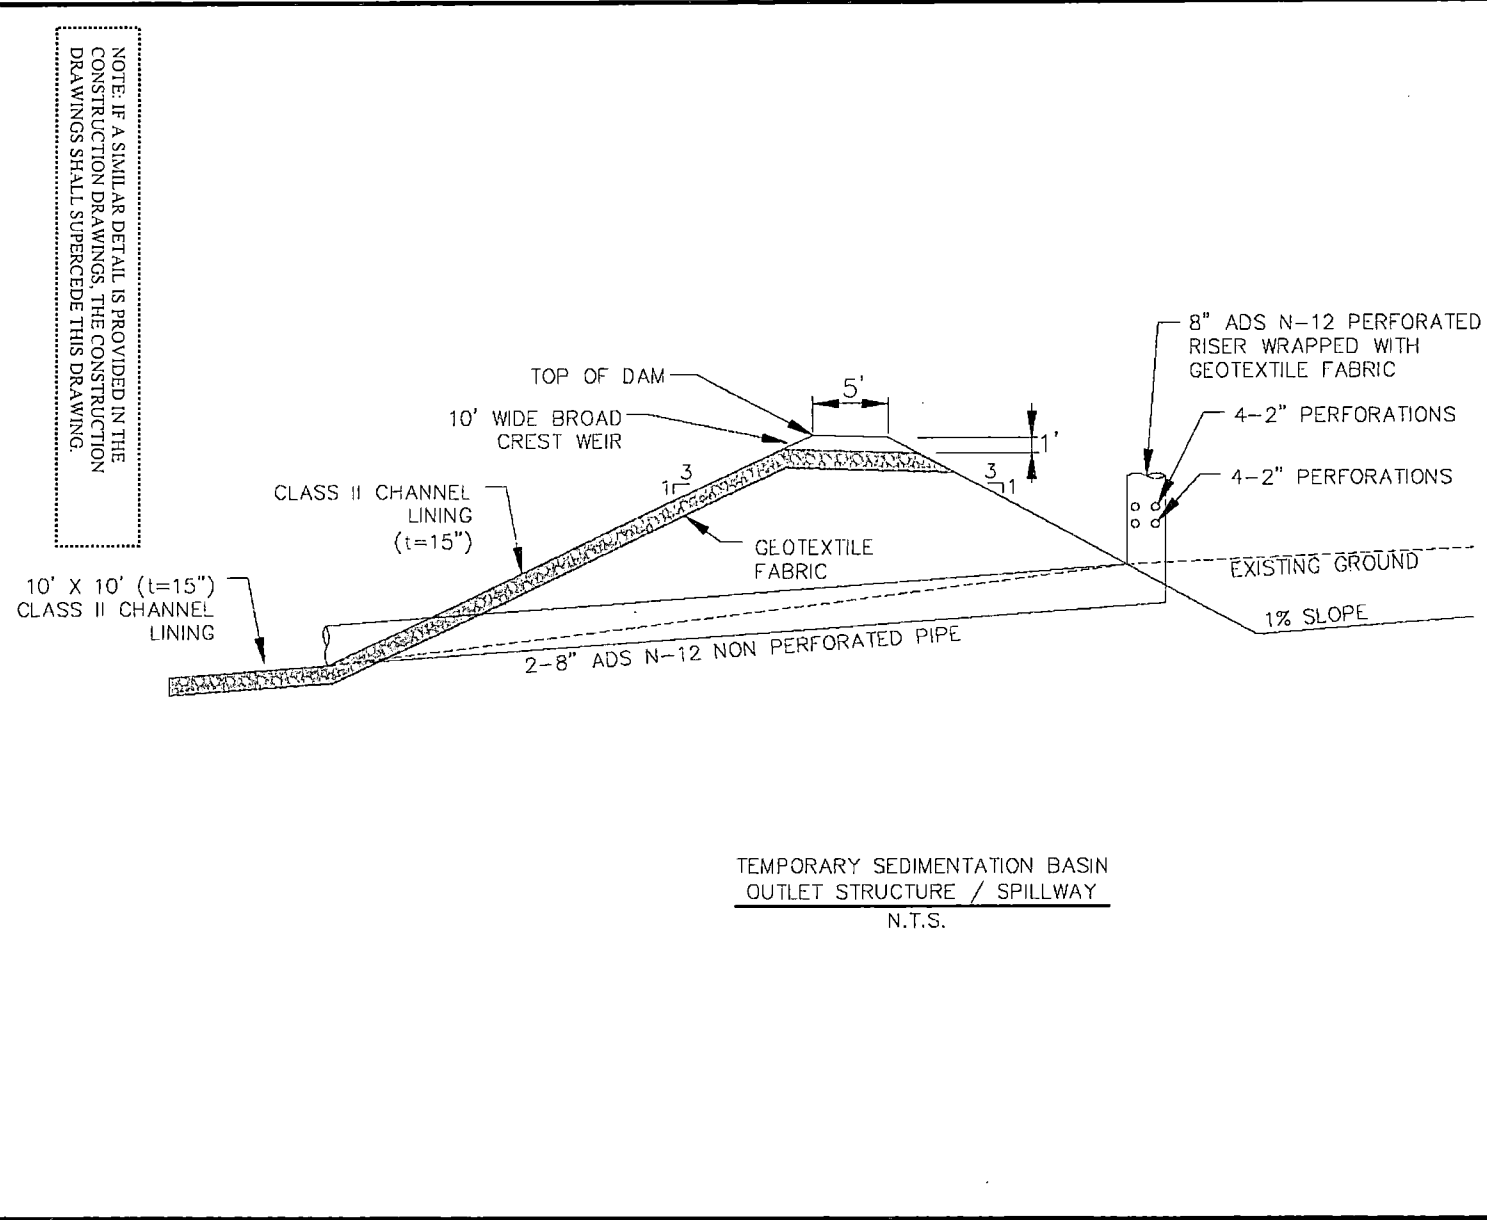 NOTE: IF A SIMILAR DETAIL IS PROVIDED IN THE
CONSTRUCTION DRAWINGS, THE CONSTRUCTION
DRAWINGS SHALL SUPERCEDE THIS DRAWING.
8" ADS N-12 PERFORATED
RISER WRAPPED WITH
GEOTEXTILE FABRIC
TOP OF DAM
5'
10' WIDE BROAD
CREST WEIR
1'
4-2" PERFORATIONS
4-2" PERFORATIONS
3
1
3
1
CLASS II CHANNEL
LINING
(t=15")
GEOTEXTILE
FABRIC
EXISTING GROUND
10' X 10' (t=15")
CLASS II CHANNEL
LINING
1% SLOPE
2-8" ADS N-12 NON PERFORATED PIPE
TEMPORARY SEDIMENTATION BASIN
OUTLET STRUCTURE / SPILLWAY
N.T.S.